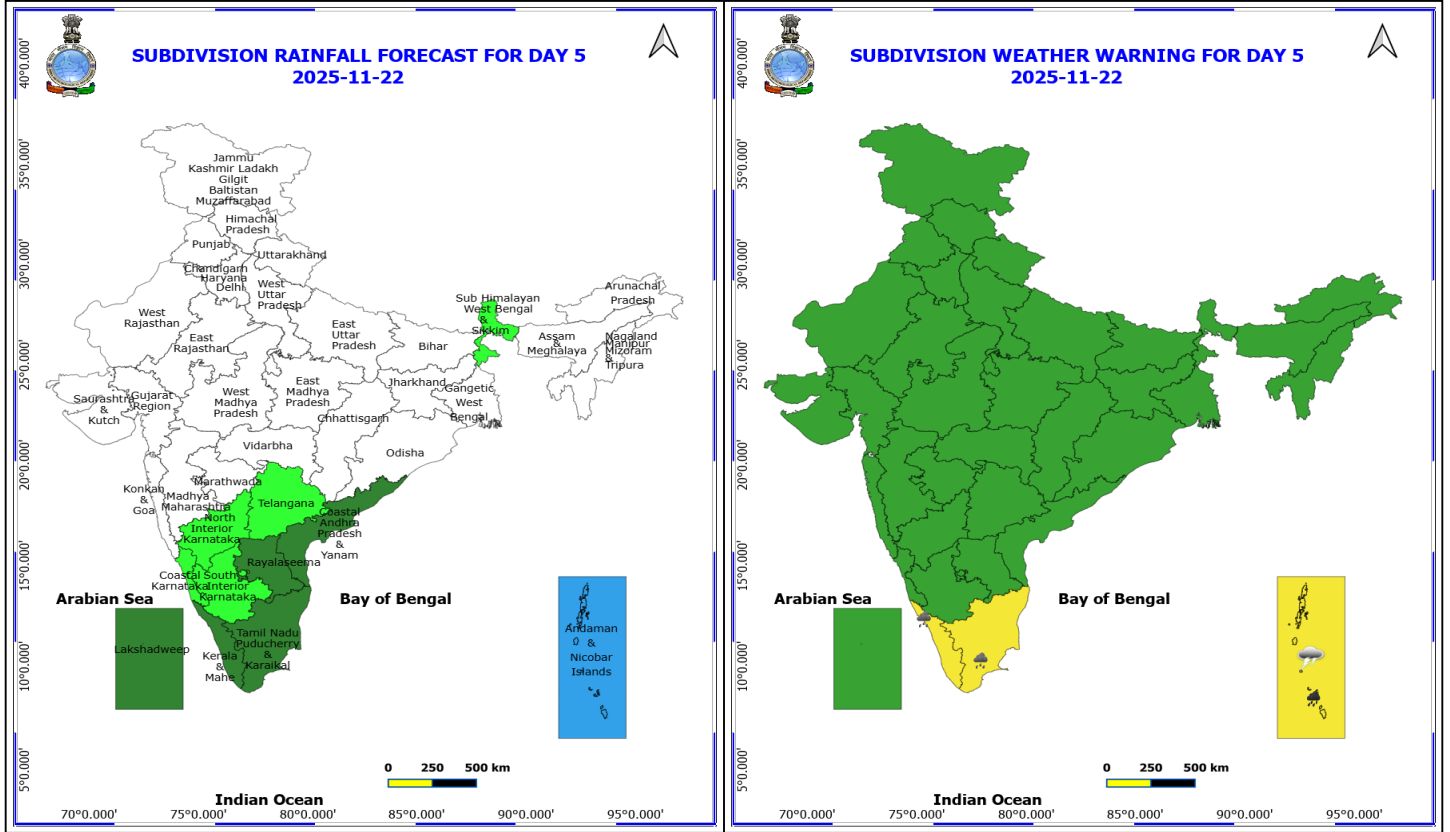 SUBDIVISION RAINFALL FORECAST FOR DAY 5
2025-11-22
40°0.000'
35°0.000'
30°0.000'
25°0.000'
20°0.000'
15°0.000'
10°0.000'
5°0.000'
Jammu
Kashmir Ladakh
Gilgit
Baltistan
Muzaffarabad
Himachal
Pradesh
Punjab
Uttarakhand
Chandigarh
Haryana
Delhi
West
Uttar
Pradesh
Arunachal
Pradesh
Sub Himalayan
West Bengal
&
Sikkim
West
Rajasthan
East
Rajasthan
East
Uttar
Pradesh
Bihar
Assam
&
Meghalaya
Nagaland
Manipur
Mizoram
&
Tripura
Saurashtra
&
Kutch
Gujarat
Region
West
Madhya
Pradesh
East
Madhya
Pradesh
Jharkhand
Gangetic
West
Bengal
Chhattisgarh
Vidarbha
Odisha
Konkan
&
Goa
Madhya
Maharashtra
Marathwada
Telangana
North
Interior
Karnataka
Coastal
Andhra
Pradesh
&
Yanam
Rayalaseema
Coastal
Karnataka
South
Interior
Karnataka
Arabian Sea
Bay of Bengal
Lakshadweep
Kerala
&
Mahe
Tamil Nadu
Puducherry
&
Karaikal
Andaman
&
Nicobar
Islands
0 250 500 km
Indian Ocean
70°0.000' 75°0.000' 80°0.000' 85°0.000' 90°0.000' 95°0.000'
SUBDIVISION WEATHER WARNING FOR DAY 5
2025-11-22
40°0.000'
35°0.000'
30°0.000'
25°0.000'
20°0.000'
15°0.000'
10°0.000'
5°0.000'
Arabian Sea
Bay of Bengal
0 250 500 km
Indian Ocean
70°0.000' 75°0.000' 80°0.000' 85°0.000' 90°0.000' 95°0.000'